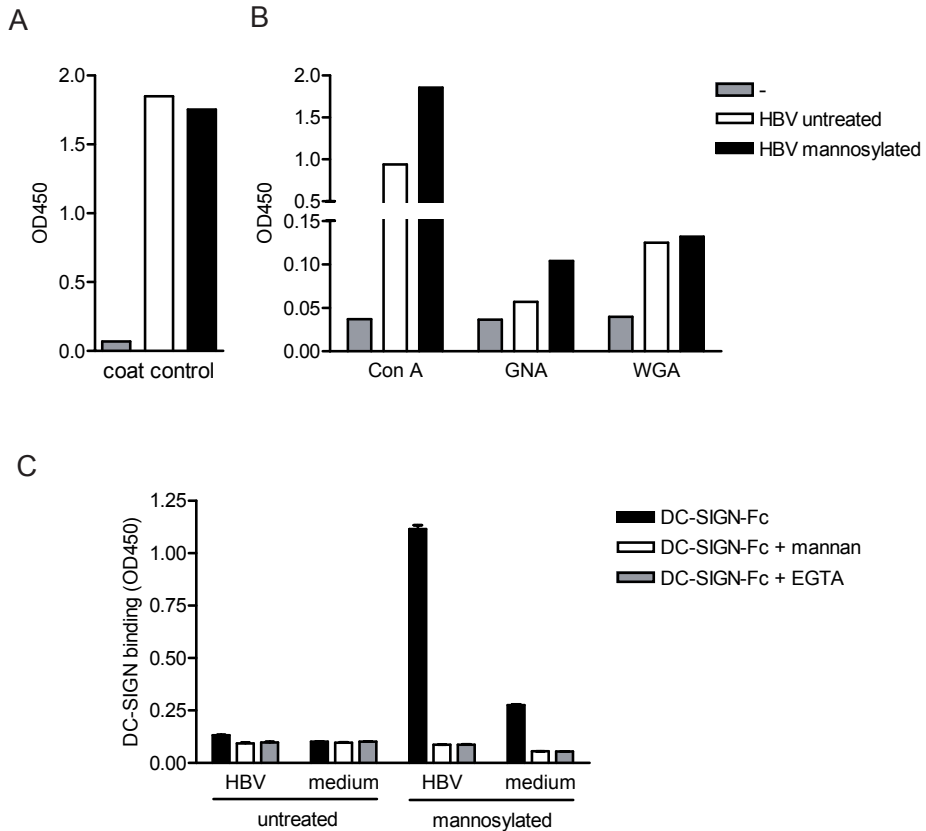 A
B
2.0
1.5
1.0
0.5
0.0
OD450
coat control
2.0
1.5
1.0
0.5
0.15
0.10
0.05
0.00
OD450
Con A GNA WGA
-
HBV untreated
HBV mannosylated
C
1.25
1.00
0.75
0.50
0.25
0.00
DC-SIGN binding (OD450)
HBV medium HBV medium
untreated mannosylated
DC-SIGN-Fc
DC-SIGN-Fc + mannan
DC-SIGN-Fc + EGTA